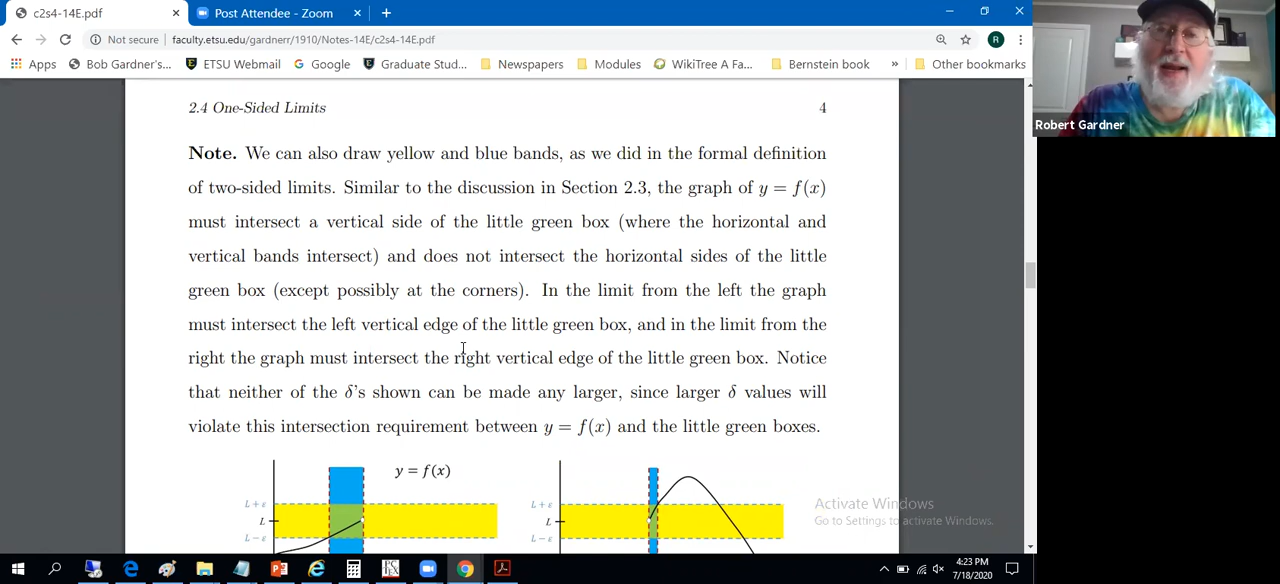 c2s4-14E.pdf
Post Attendee - Zoom
Not secure | faculty.etsu.edu/gardnerr/1910/Notes-14E/c2s4-14E.pdf
R
Apps Bob Gardner's... ETSU Webmail Google Graduate Stud... Newspapers Modules WikiTree A Fa... Bernstein book » Other bookmarks
Robert Gardner
2.4 One-Sided Limits 4
Note. We can also draw yellow and blue bands, as we did in the formal definition
of two-sided limits. Similar to the discussion in Section 2.3, the graph of y = f(x)
must intersect a vertical side of the little green box (where the horizontal and
vertical bands intersect) and does not intersect the horizontal sides of the little
green box (except possibly at the corners). In the limit from the left the graph
must intersect the left vertical edge of the little green box, and in the limit from the
right the graph must intersect the right vertical edge of the little green box. Notice
that neither of the δ's shown can be made any larger, since larger δ values will
violate this intersection requirement between y = f(x) and the little green boxes.
y = f(x)
L+ε
L
L−ε
L+ε
L
L−ε
Activate Windows
Go to Settings to activate Windows.
4:23 PM
7/18/2020